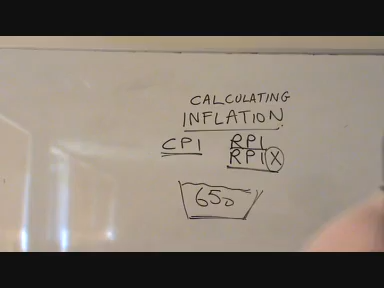 CALCULATING
INFLATION.
CPI RPI
RPIX
650